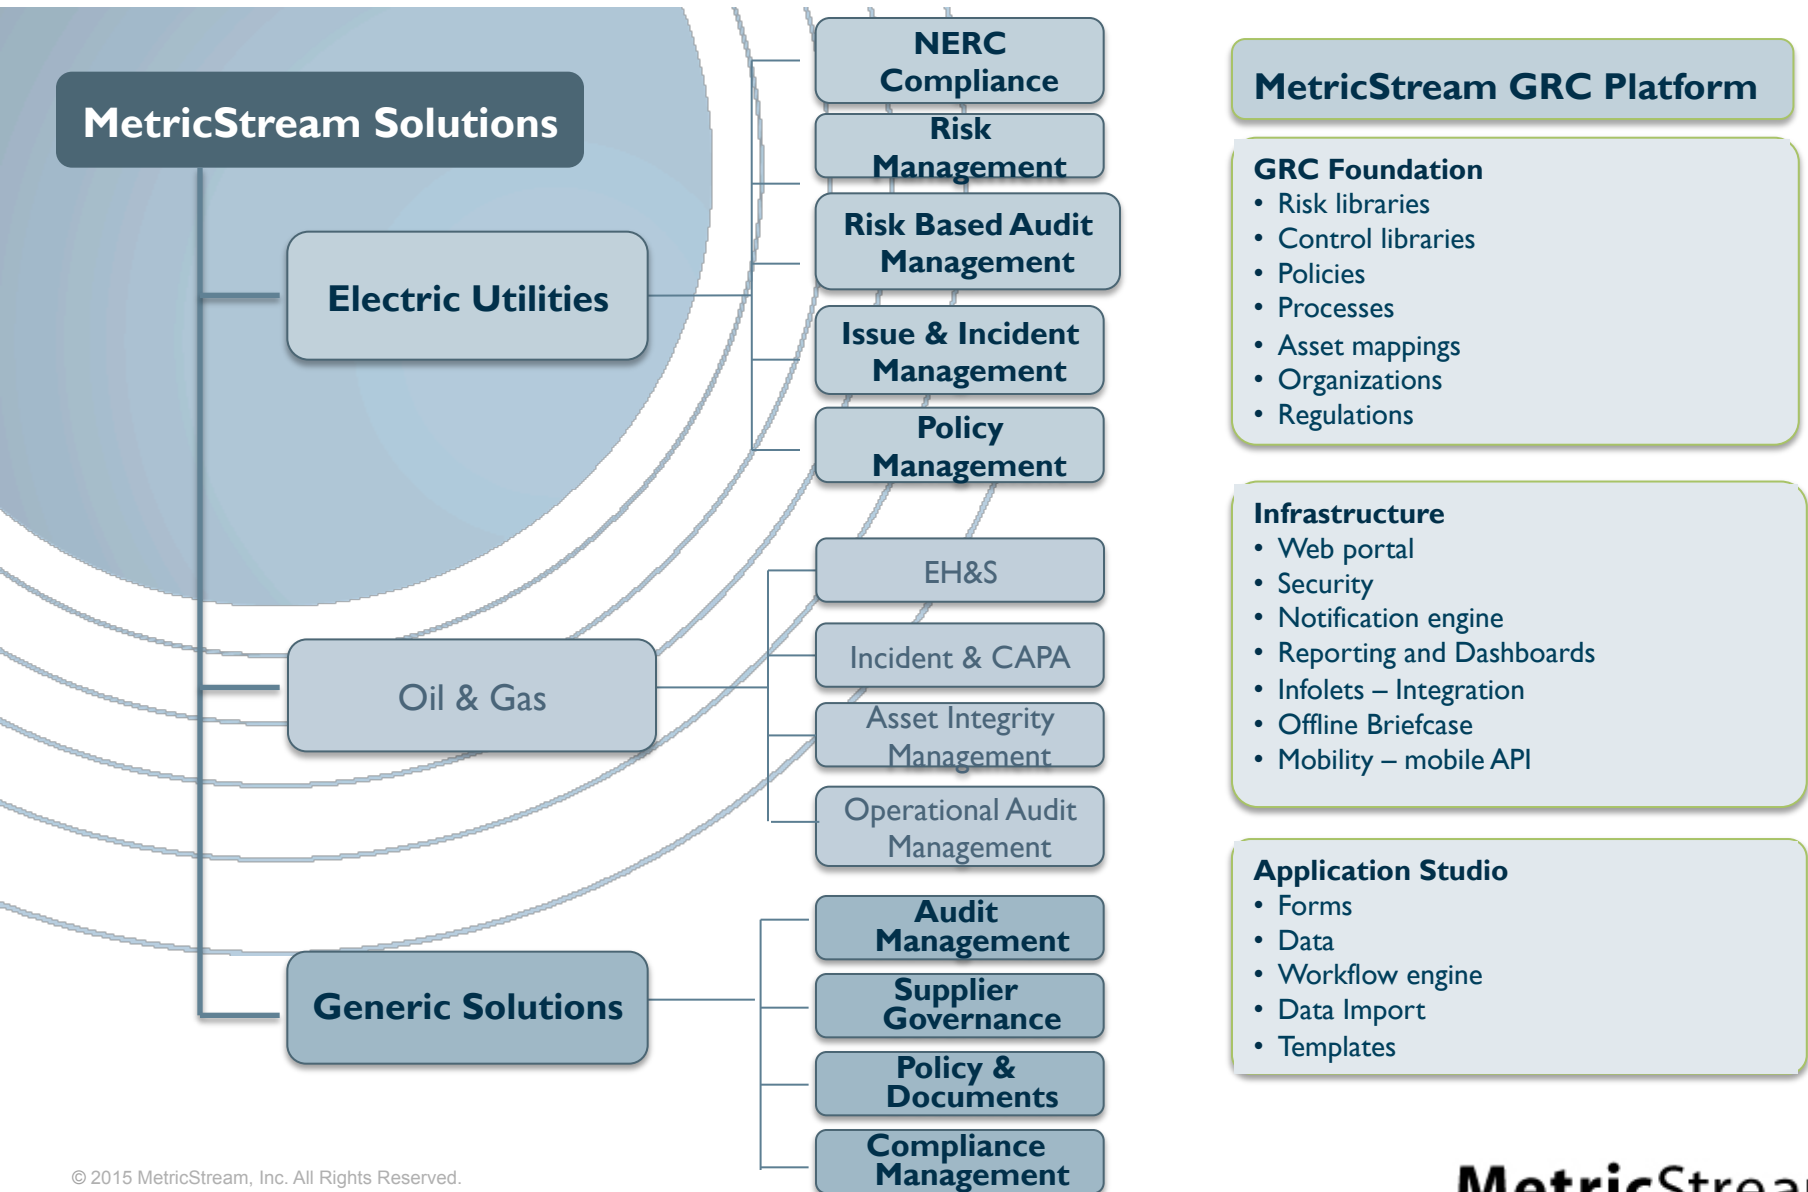 MetricStream Solutions
Electric Utilities
NERC
Compliance
Risk
Management
Risk Based Audit
Management
Issue & Incident
Management
Policy
Management
Oil & Gas
EH&S
Incident & CAPA
Asset Integrity
Management
Operational Audit
Management
Generic Solutions
Audit
Management
Supplier
Governance
Policy &
Documents
Compliance
Management
MetricStream GRC Platform
GRC Foundation
• Risk libraries
• Control libraries
• Policies
• Processes
• Asset mappings
• Organizations
• Regulations
Infrastructure
• Web portal
• Security
• Notification engine
• Reporting and Dashboards
• Infolets – Integration
• Offline Briefcase
• Mobility – mobile API
Application Studio
• Forms
• Data
• Workflow engine
• Data Import
• Templates
© 2015 MetricStream, Inc. All Rights Reserved.